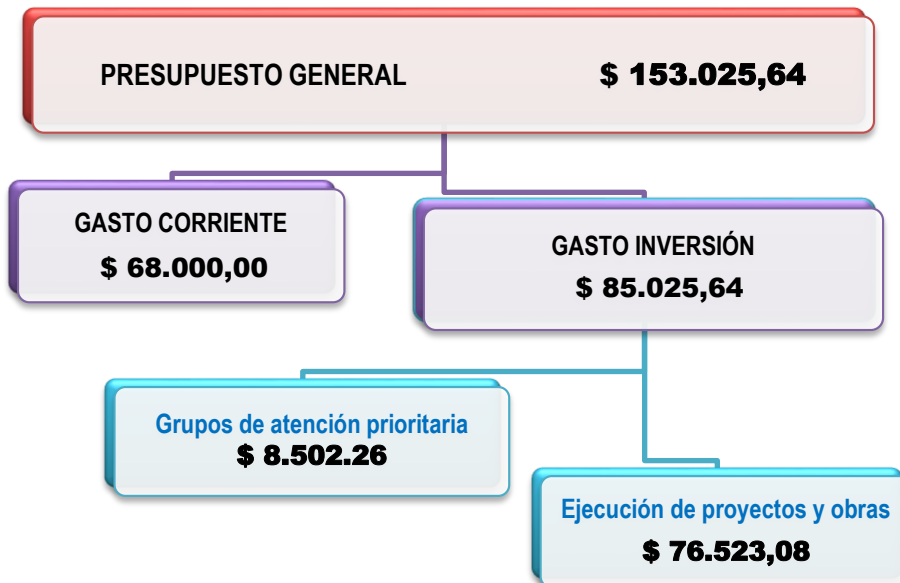 PRESUPUESTO GENERAL $ 153.025,64
GASTO CORRIENTE
$ 68.000,00
GASTO INVERSIÓN
$ 85.025,64
Grupos de atención prioritaria
$ 8.502.26
Ejecución de proyectos y obras
$ 76.523,08